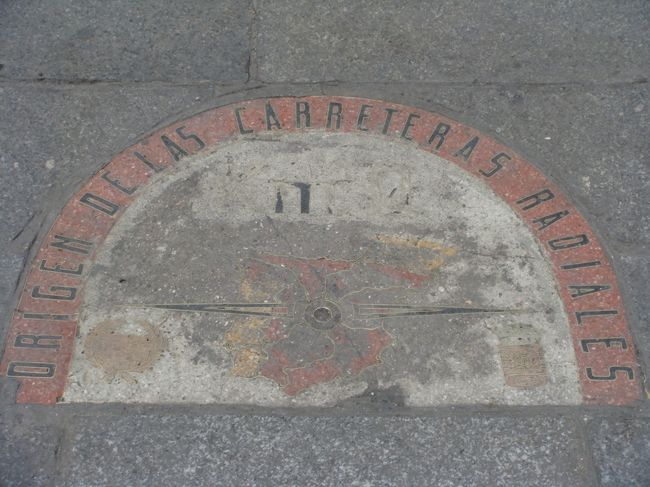 ORIGEN DE LAS CARRETERAS RADIALES